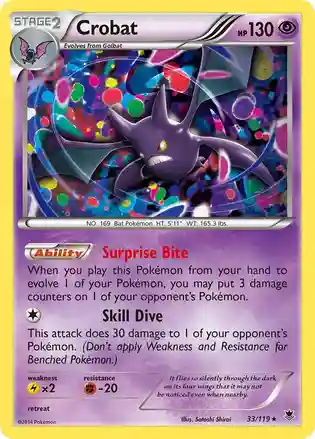 STAGE2
Crobat
HP 130
Evolves from Golbat
NO. 169 Bat Pokémon HT. 5'11" WT. 165.3 lbs.
Ability Surprise Bite
When you play this Pokémon from your hand to
evolve 1 of your Pokémon, you may put 3 damage
counters on 1 of your opponent's Pokémon.
Skill Dive
This attack does 30 damage to 1 of your opponent's
Pokémon. (Don't apply Weakness and Resistance for
Benched Pokémon.)
weakness
×2
resistance
-20
retreat
It flies so silently through the dark
on its four wings that it may not
be noticed even when nearby.
©2014 Pokémon
Illus. Satoshi Shirai
33/119 ★